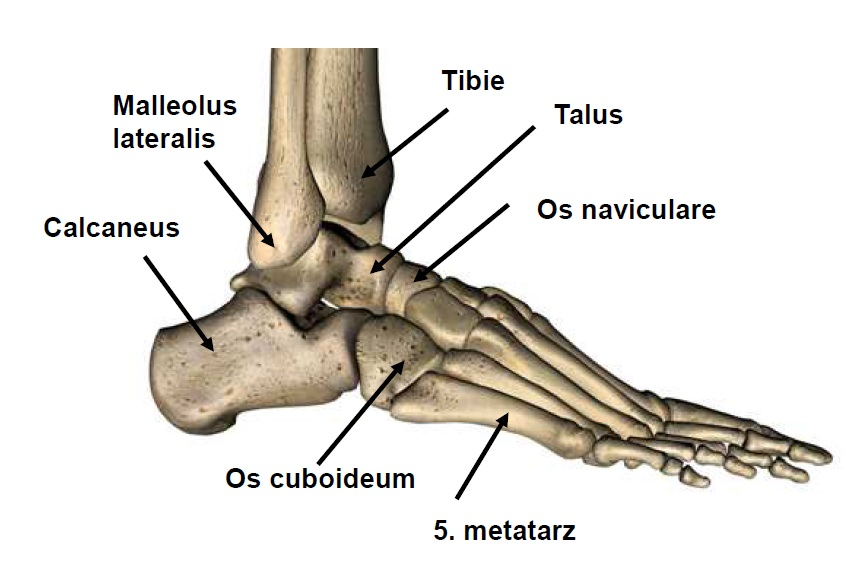 Tibie
Malleolus
lateralis
Talus
Os naviculare
Calcaneus
Os cuboideum
5. metatarz